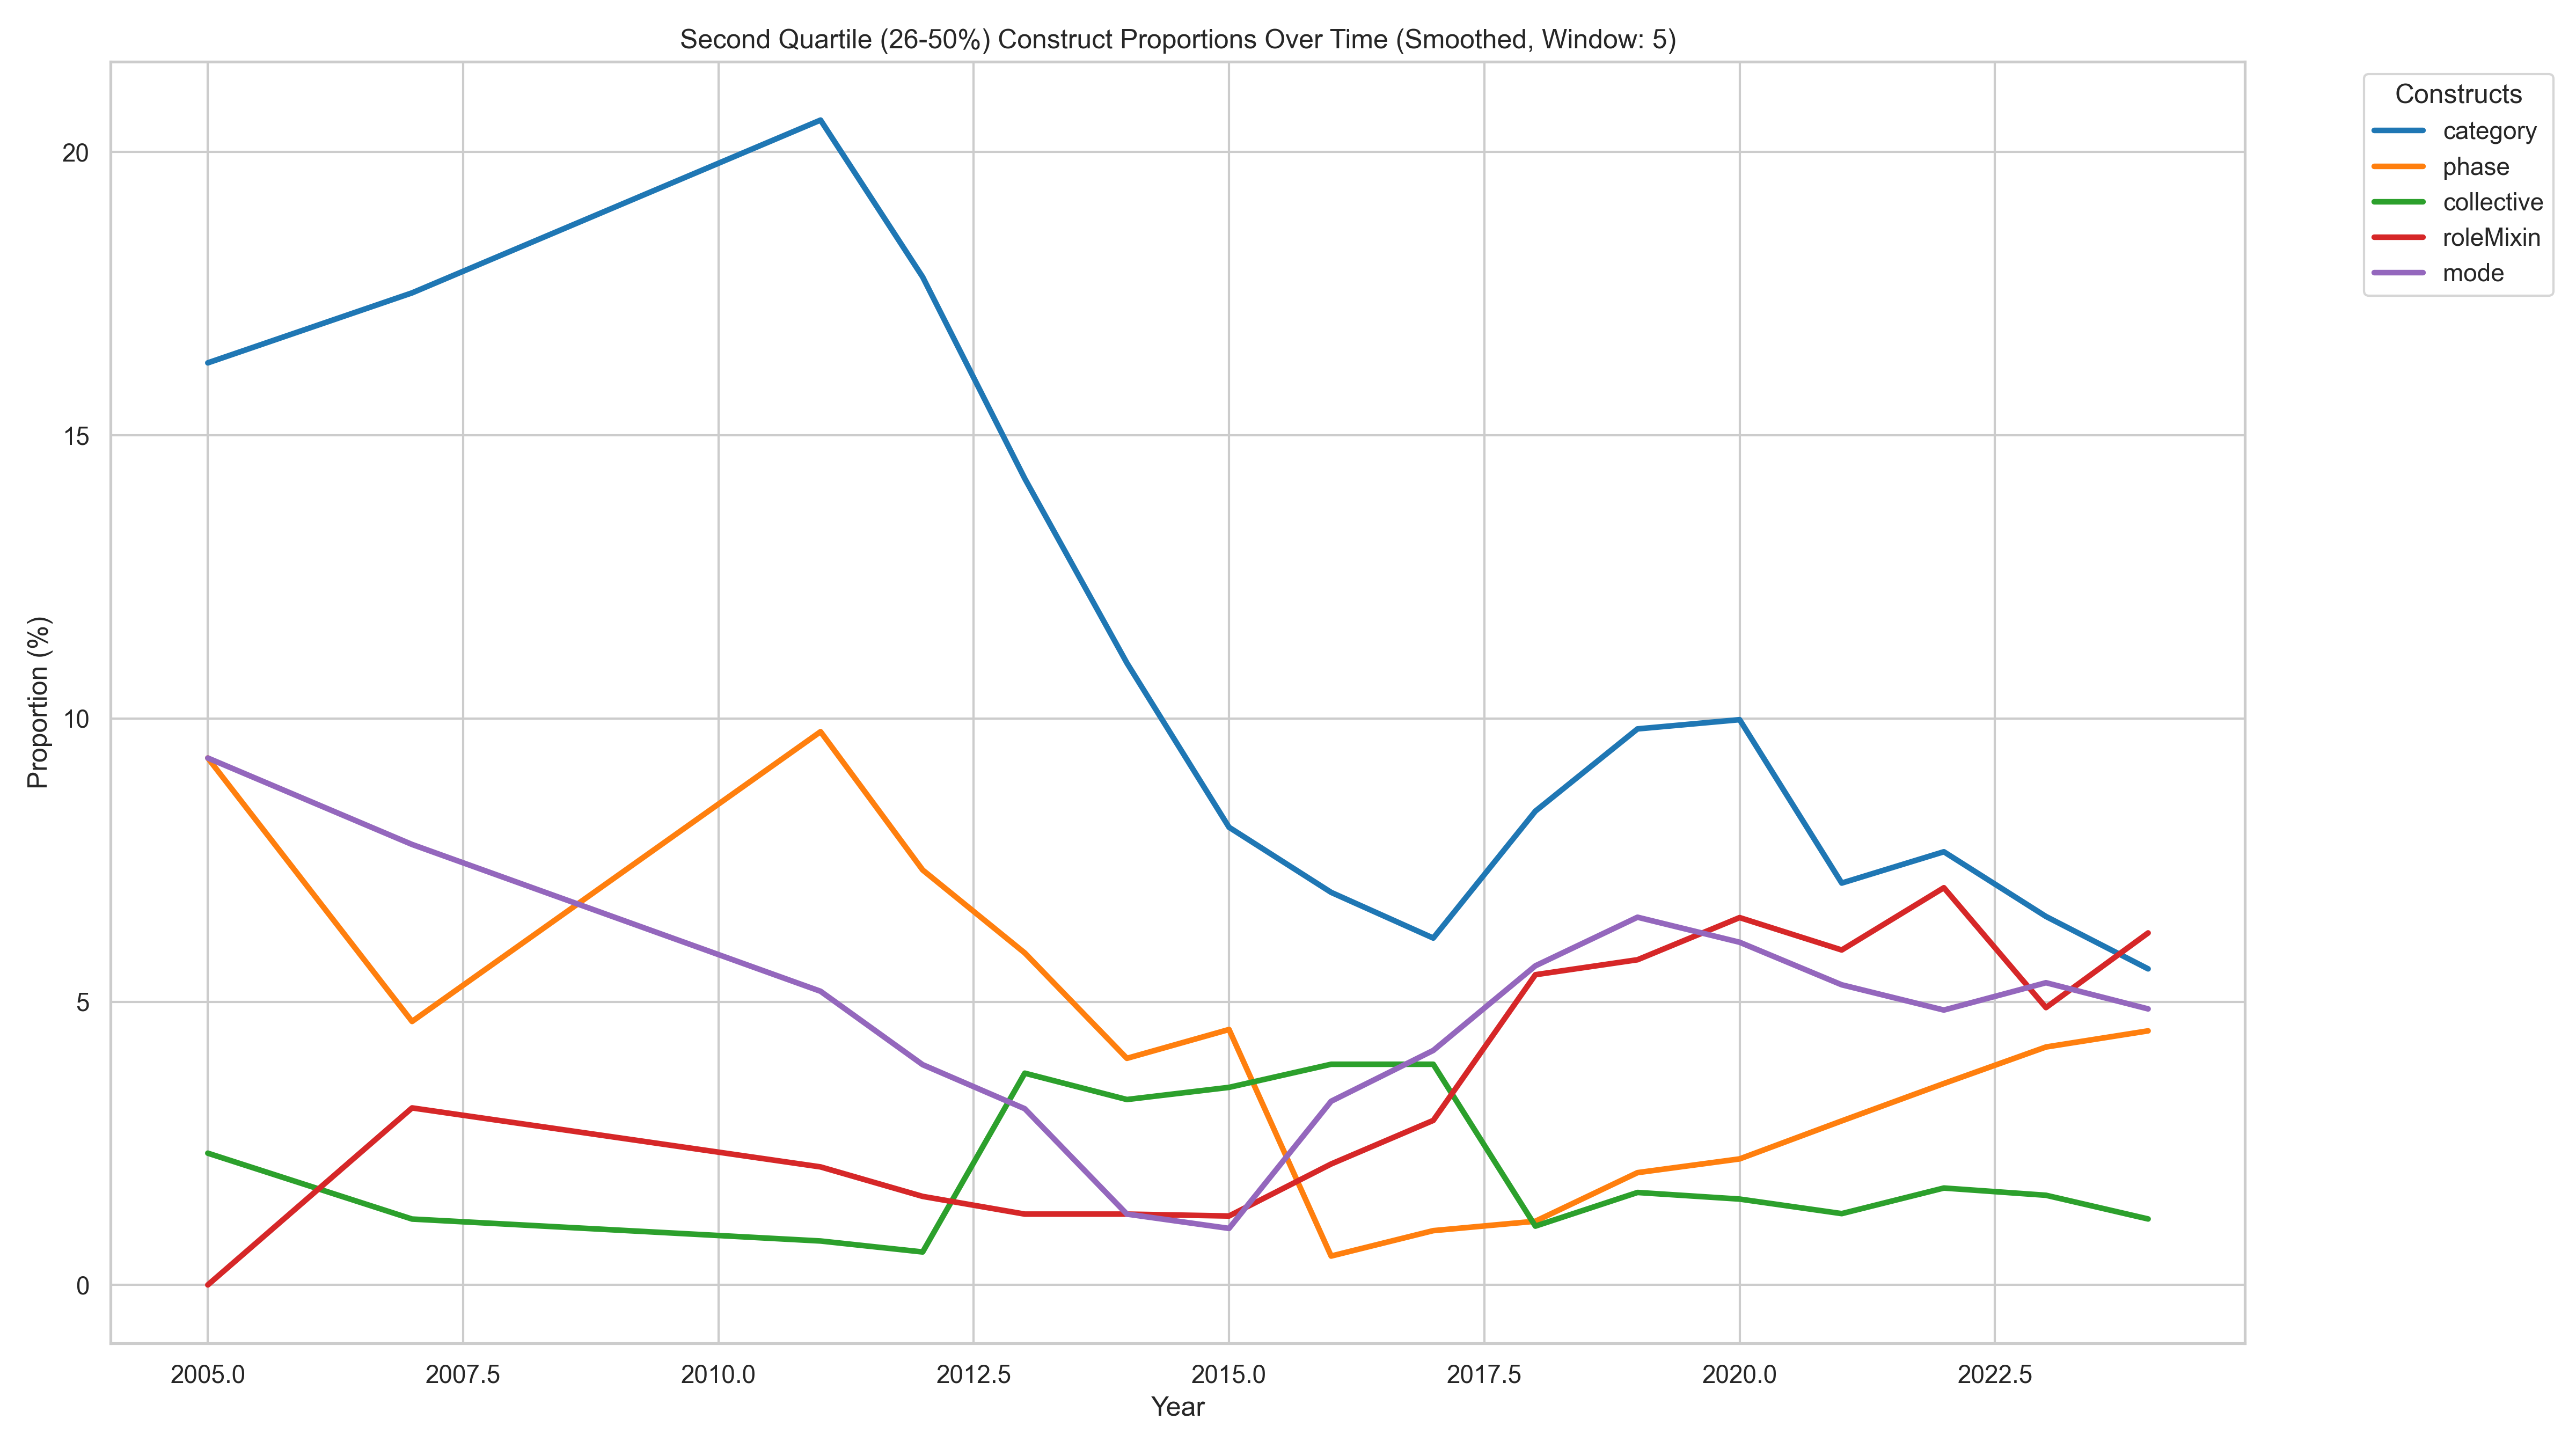 Second Quartile (26-50%) Construct Proportions Over Time (Smoothed, Window: 5)
Constructs
category
phase
collective
roleMixin
mode
Proportion (%)
20
15
10
5
0
2005.0 2007.5 2010.0 2012.5 2015.0 2017.5 2020.0 2022.5
Year